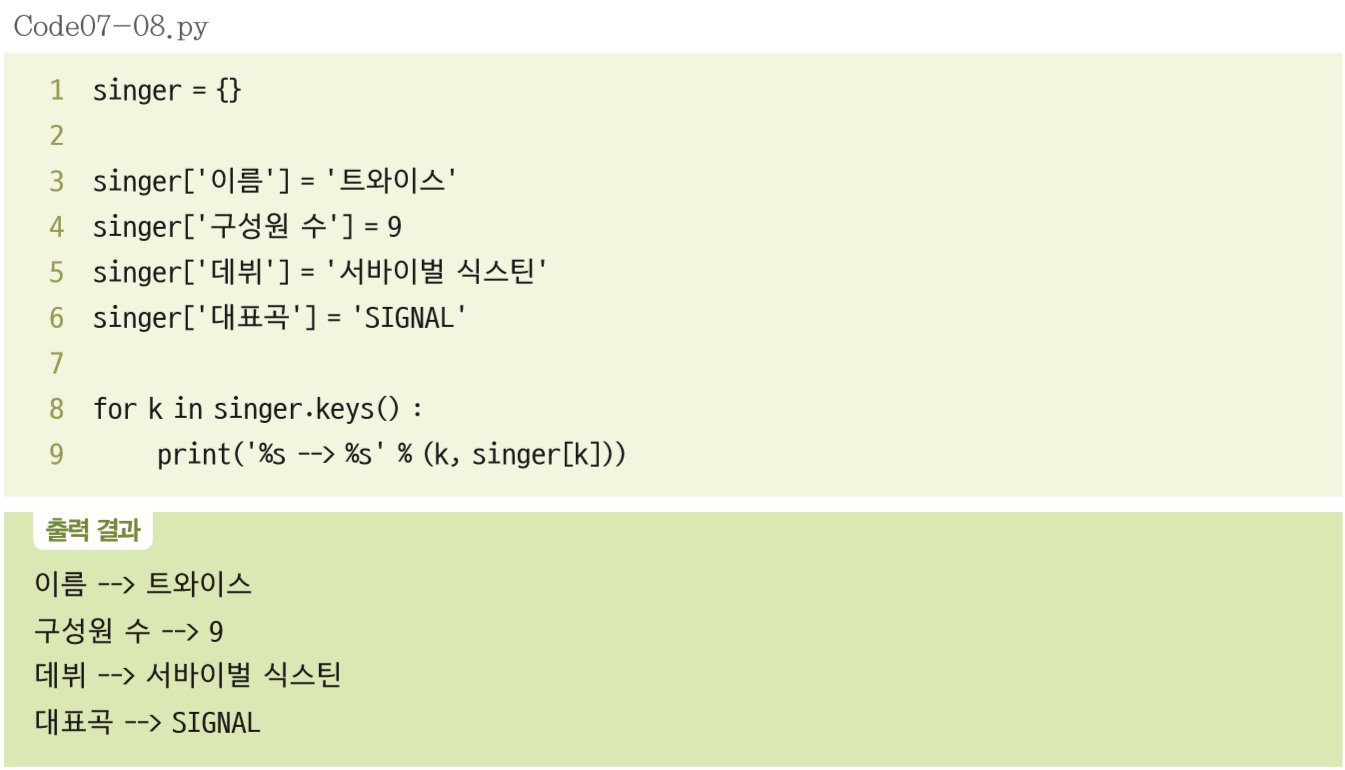 Code07-08.py
1 singer = {}
2
3 singer['이름'] = '트와이스'
4 singer['구성원 수'] = 9
5 singer['데뷔'] = '서바이벌 식스틴'
6 singer['대표곡'] = 'SIGNAL'
7
8 for k in singer.keys() :
9 print('%s --> %s' % (k, singer[k]))
출력 결과
이름 --> 트와이스
구성원 수 --> 9
데뷔 --> 서바이벌 식스틴
대표곡 --> SIGNAL